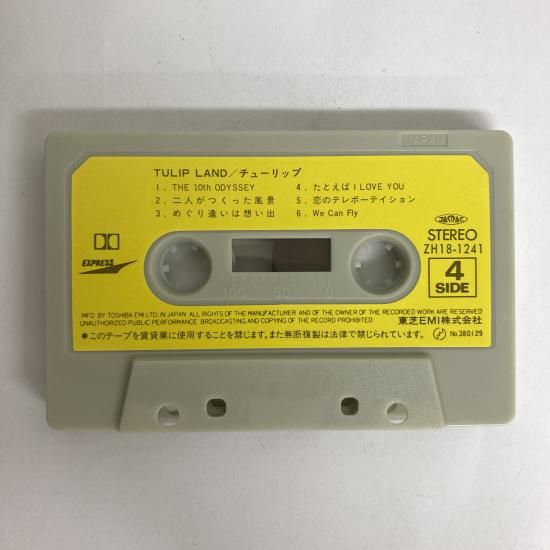 JAPAN
TULIP LAND/チューリップ
1. THE 10th ODYSSEY
2. 二人がつくった風景
3. めぐり逢いは想い出
4. たとえば I LOVE YOU
5. 恋のテレポーテイション
6. We Can Fly
JASRAC
STEREO
ZH18-1241
4
SIDE
EXPRESS
100 50 0
MFD BY TOSHIBA EMI LTD. IN JAPAN. ALL RIGHTS OF THE MANUFACTURER AND OF THE OWNER OF THE RECORDED WORK ARE RESERVED
UNAUTHORIZED PUBLIC PERFORMANCE BROADCASTING AND COPYING OF THE RECORD PROHIBITED
東芝EMI株式会社
●このテープを賃貸業に使用することを禁じます。また無断複製は法律で禁じられています。
No.380129